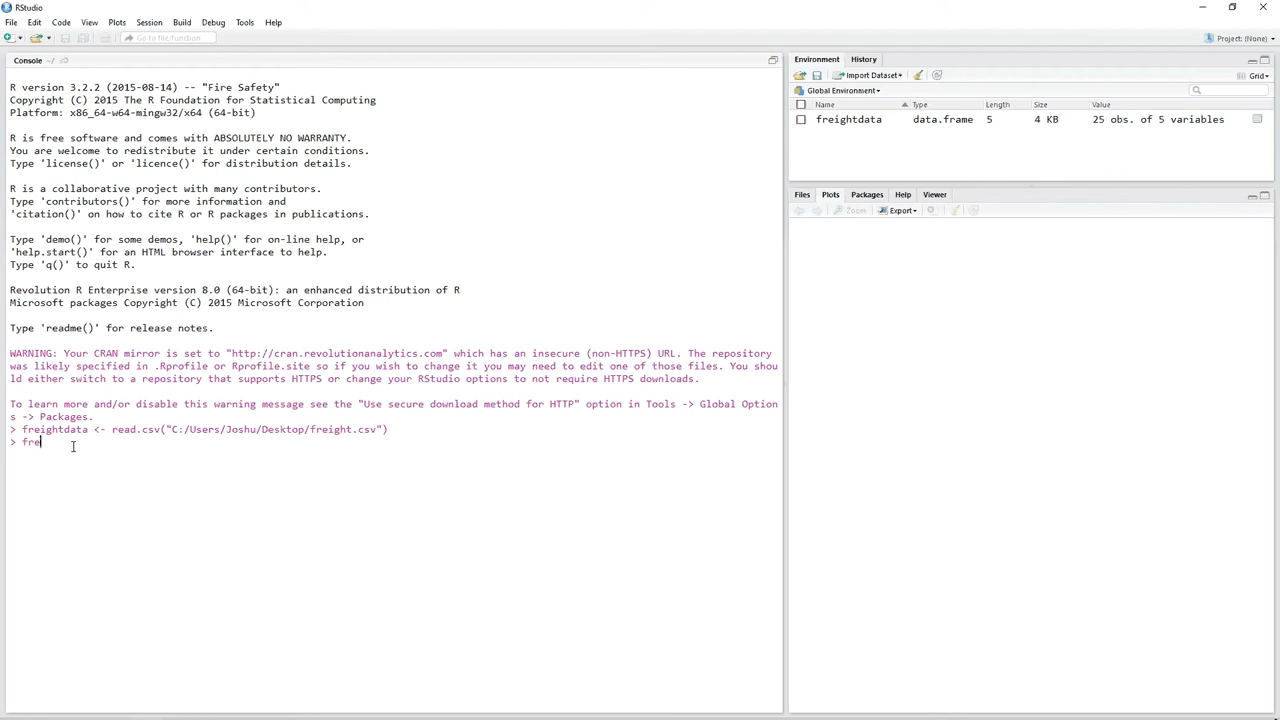 RStudio
File Edit Code View Plots Session Build Debug Tools Help
Go to file/function
Project: (None)
Console ~/
R version 3.2.2 (2015-08-14) -- "Fire Safety"
Copyright (C) 2015 The R Foundation for Statistical Computing
Platform: x86_64-w64-mingw32/x64 (64-bit)
R is free software and comes with ABSOLUTELY NO WARRANTY.
You are welcome to redistribute it under certain conditions.
Type 'license()' or 'licence()' for distribution details.
R is a collaborative project with many contributors.
Type 'contributors()' for more information and
'citation()' on how to cite R or R packages in publications.
Type 'demo()' for some demos, 'help()' for on-line help, or
'help.start()' for an HTML browser interface to help.
Type 'q()' to quit R.
Revolution R Enterprise version 8.0 (64-bit): an enhanced distribution of R
Microsoft packages Copyright (C) 2015 Microsoft Corporation
Type 'readme()' for release notes.
WARNING: Your CRAN mirror is set to "http://cran.revolutionanalytics.com" which has an insecure (non-HTTPS) URL. The repository
was likely specified in .Rprofile or Rprofile.site so if you wish to change it you may need to edit one of those files. You shou
ld either switch to a repository that supports HTTPS or change your RStudio options to not require HTTPS downloads.
To learn more and/or disable this warning message see the "Use secure download method for HTTP" option in Tools -> Global Option
s -> Packages.
> freightdata <- read.csv("C:/Users/Joshu/Desktop/freight.csv")
> fre
Environment History
Import Dataset
Grid
Global Environment
Name Type Length Size Value
freightdata data.frame 5 4 KB 25 obs. of 5 variables
Files Plots Packages Help Viewer
Zoom Export